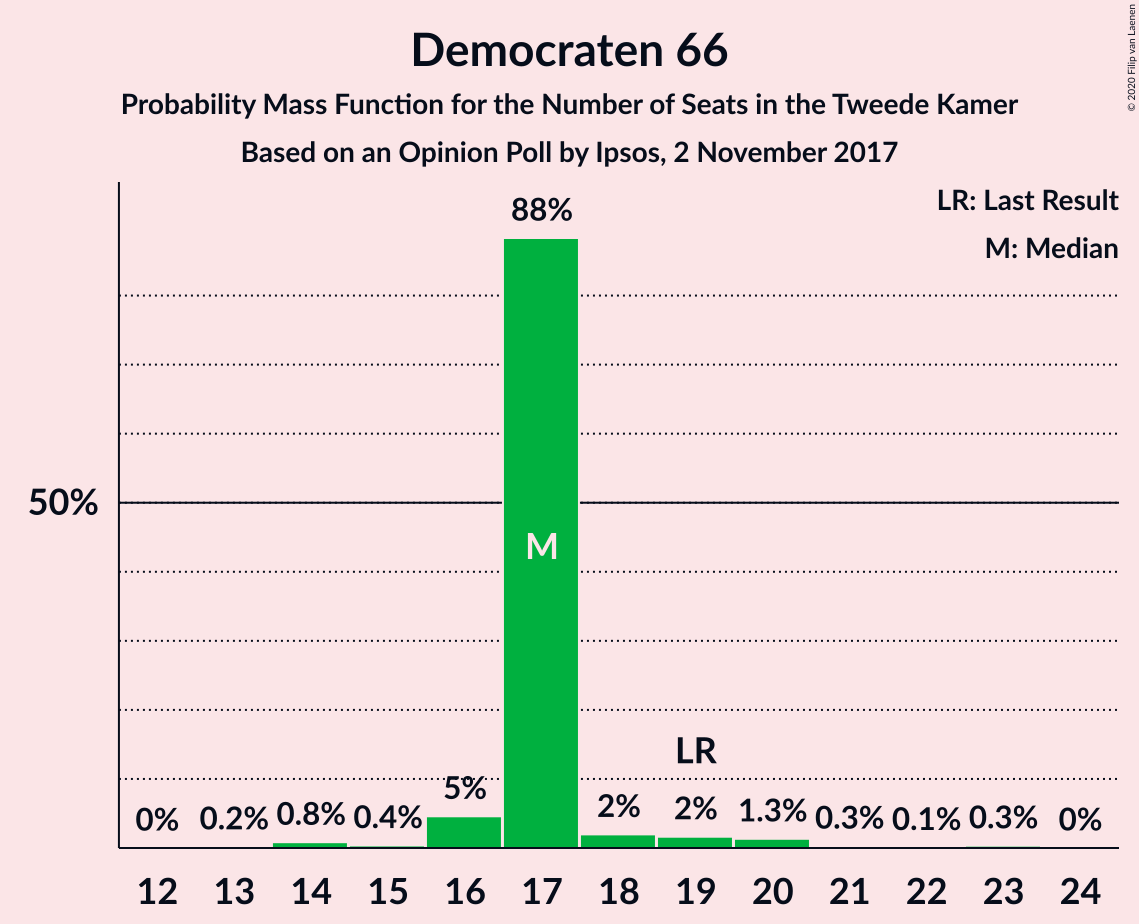 Democraten 66
Probability Mass Function for the Number of Seats in the Tweede Kamer
Based on an Opinion Poll by Ipsos, 2 November 2017
© 2020 Filip van Laenen
LR: Last Result
M: Median
88%
50%
M
LR
0% 0.2% 0.8% 0.4% 5% 2% 2% 1.3% 0.3% 0.1% 0.3% 0%
12 13 14 15 16 17 18 19 20 21 22 23 24